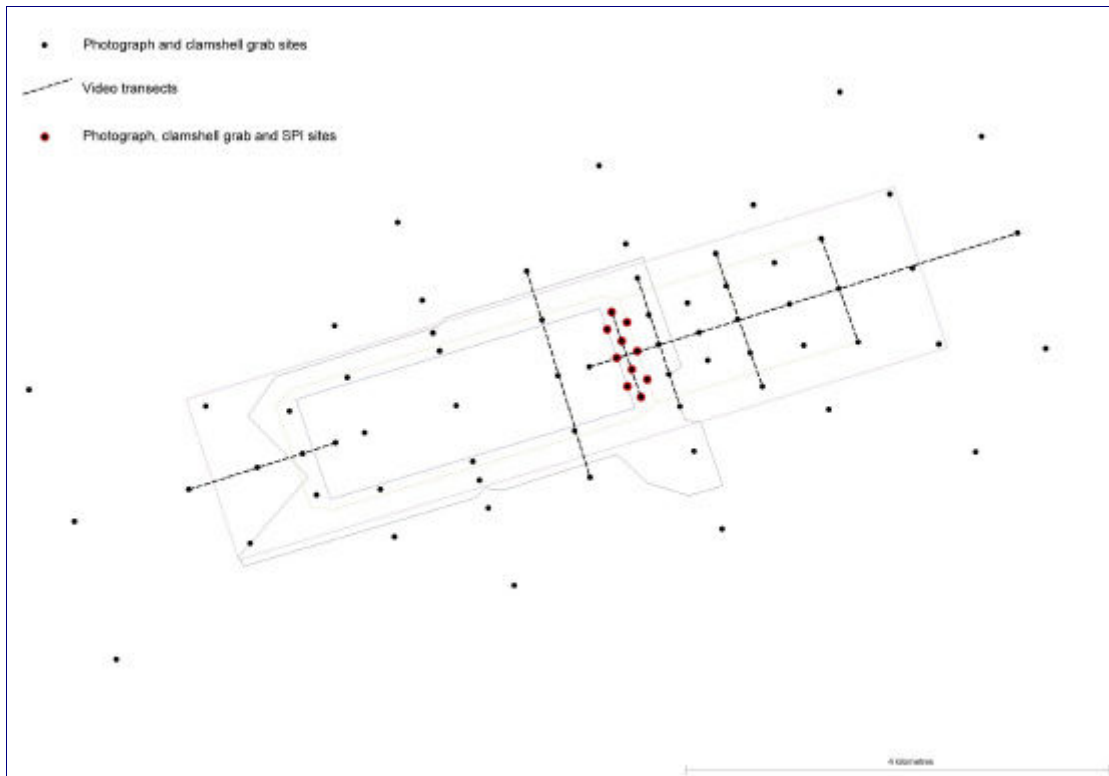 Photograph and clamshell grab sites
Video transects
Photograph, clamshell grab and SPI sites
4 kilometres